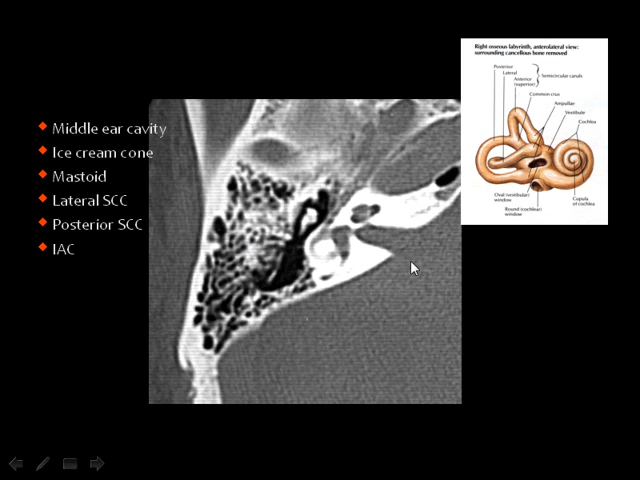 Middle ear cavity
Ice cream cone
Mastoid
Lateral SCC
Posterior SCC
IAC
Right osseous labyrinth, anterolateral view:
surrounding cancellous bone removed
Posterior
Lateral
Anterior
(superior)
Semicircular canals
Common crus
Ampullae
Vestibule
Cochlea
Oval (vestibular)
window
Round (cochlear)
window
Cupula
of cochlea